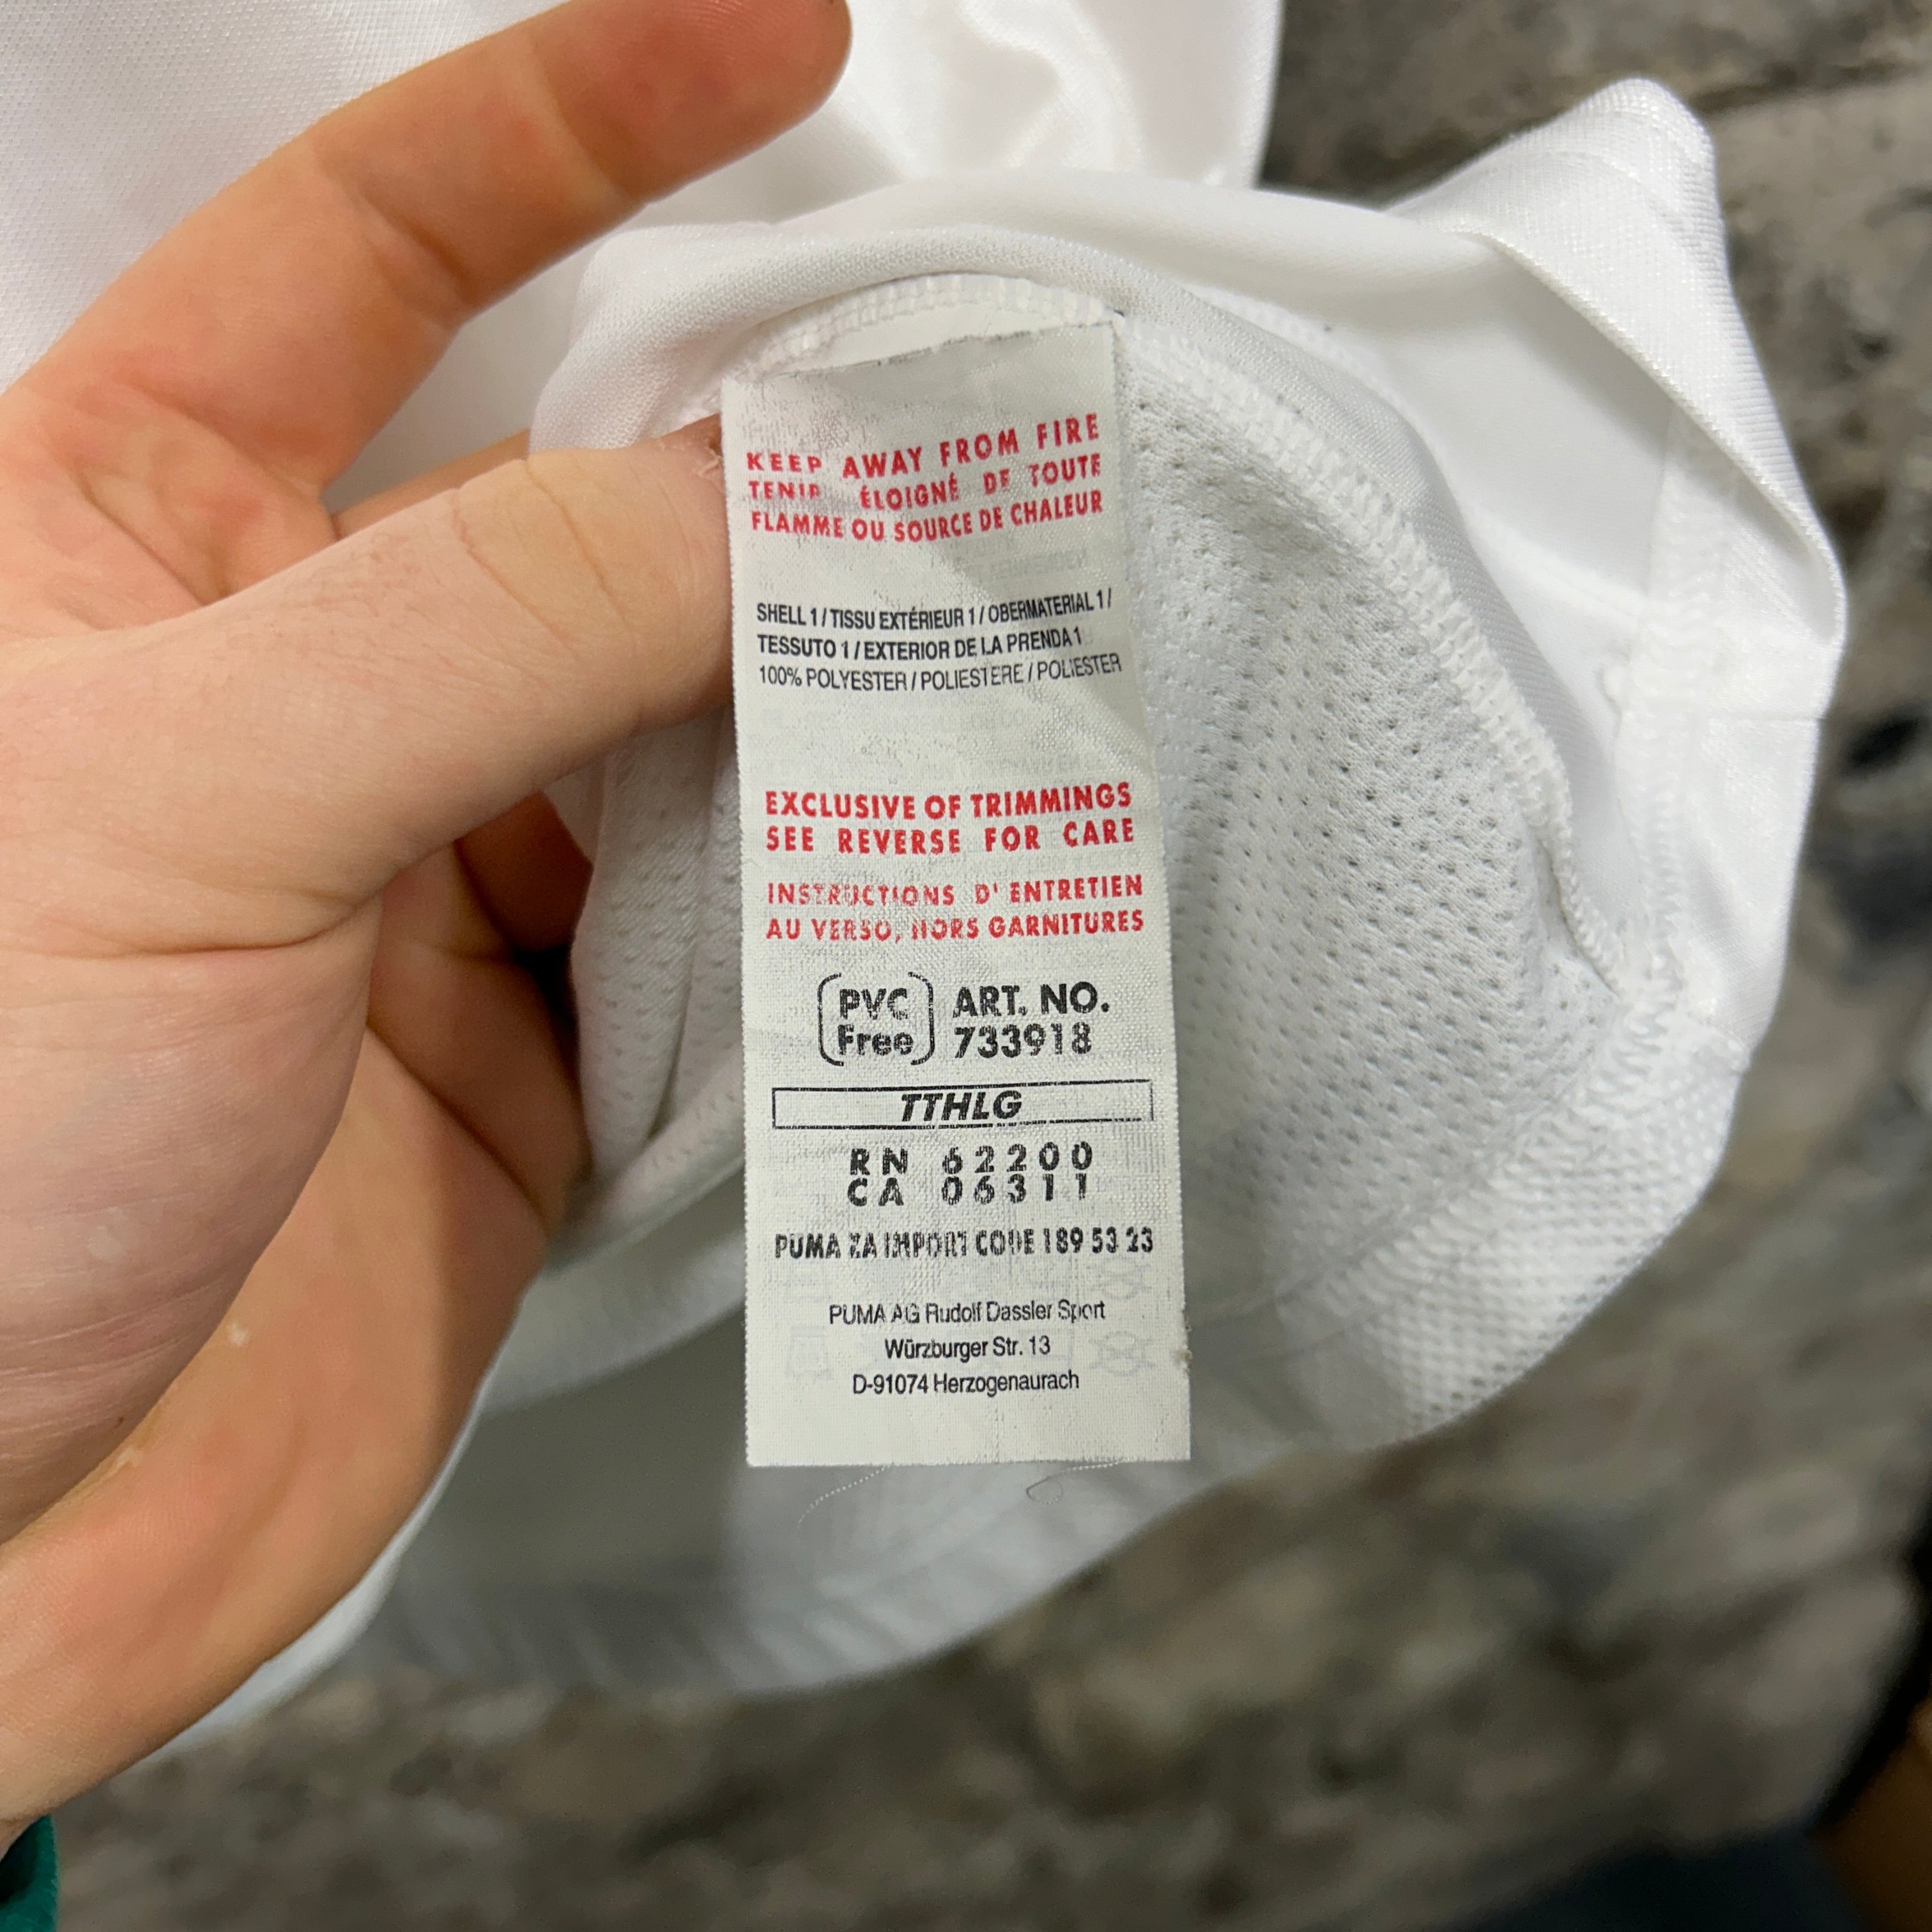 KEEP AWAY FROM FIRE
TENIR ÉLOIGNÉ DE TOUTE
FLAMME OU SOURCE DE CHALEUR
SHELL 1 / TISSU EXTÉRIEUR 1 / OBERMATERIAL 1 /
TESSUTO 1 / EXTERIOR DE LA PRENDA 1
100% POLYESTER / POLIESTERE / POLIESTER
EXCLUSIVE OF TRIMMINGS
SEE REVERSE FOR CARE
INSTRUCTIONS D' ENTRETIEN
AU VERSO, HORS GARNITURES
PVC ART. NO.
Free 733918
TTHLG
RN 62200
CA 06311
PUMA ZA IMPORT CODE 189 53 23
PUMA AG Rudolf Dassler Sport
Würzburger Str. 13
D-91074 Herzogenaurach